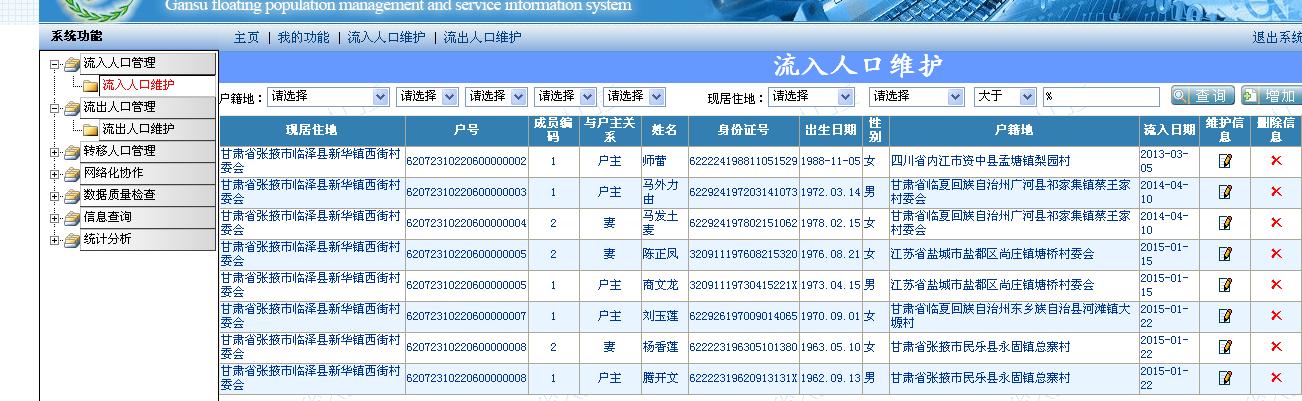 Gansu floating population management and service information system
系统功能
主页 | 我的功能 | 流入人口维护 | 流出人口维护
退出系统
流入人口管理
流入人口维护
流出人口管理
流出人口维护
转移人口管理
网络化协作
数据质量检查
信息查询
统计分析
流入人口维护
户籍地： 请选择 请选择 请选择 请选择 请选择 现居住地： 请选择 请选择 大于 % 查询 增加
现居住地 户号 成员编码 与户主关系 姓名 身份证号 出生日期 性别 户籍地 流入日期 维护信息 删除信息
甘肃省张掖市临泽县新华镇西街村委会 62072310220600000002 1 户主 师蕾 622224198811051529 1988-11-05 女 四川省内江市资中县孟塘镇梨园村 2013-03-05
甘肃省张掖市临泽县新华镇西街村委会 62072310220600000003 1 户主 马外力由 622924197203141073 1972.03.14 男 甘肃省临夏回族自治州广河县祁家集镇禁王家村委会 2014-04-10
甘肃省张掖市临泽县新华镇西街村委会 62072310220600000004 2 妻 马发土麦 622924197802151062 1978.02.15 女 甘肃省临夏回族自治州广河县祁家集镇禁王家村委会 2014-04-10
甘肃省张掖市临泽县新华镇西街村委会 62072310220600000005 2 妻 陈正凤 320911197608215320 1976.08.21 女 江苏省盐城市盐都区尚庄镇塘桥村委会 2015-01-15
甘肃省张掖市临泽县新华镇西街村委会 62072310220600000005 1 户主 商文龙 32091119730415221X 1973.04.15 男 江苏省盐城市盐都区尚庄镇塘桥村委会 2015-01-15
甘肃省张掖市临泽县新华镇西街村委会 62072310220600000007 1 户主 刘玉莲 622926197009014065 1970.09.01 女 甘肃省临夏回族自治州东乡族自治县河滩镇大塬村 2015-01-22
甘肃省张掖市临泽县新华镇西街村委会 62072310220600000008 2 妻 杨香莲 622223196305101380 1963.05.10 女 甘肃省张掖市民乐县永固镇总寨村 2015-01-22
甘肃省张掖市临泽县新华镇西街村委会 62072310220600000008 1 户主 腾开文 62222319620913131X 1962.09.13 男 甘肃省张掖市民乐县永固镇总寨村 2015-01-22